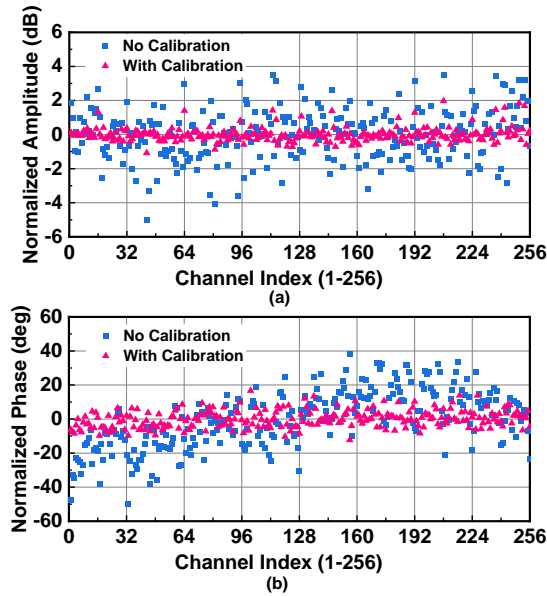 Normalized Amplitude (dB)
6
4
2
0
-2
-4
-6
No Calibration
With Calibration
0 32 64 96 128 160 192 224 256
Channel Index (1-256)
(a)
Normalized Phase (deg)
60
40
20
0
-20
-40
-60
No Calibration
With Calibration
0 32 64 96 128 160 192 224 256
Channel Index (1-256)
(b)